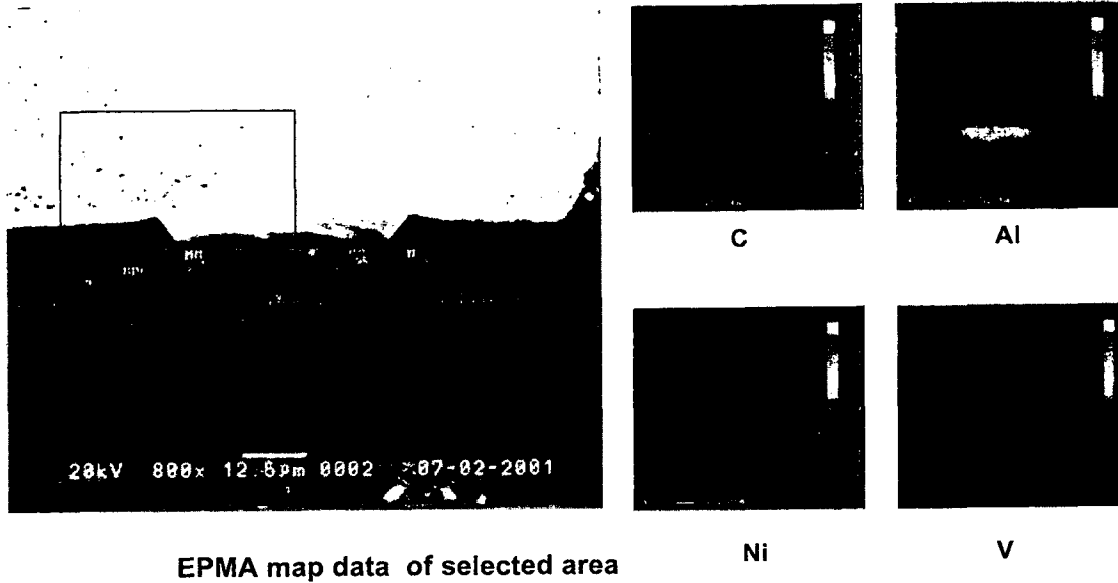 C
Al
20kV 800x 12.5µm 0002 07-02-2001
Ni
V
EPMA map data of selected area